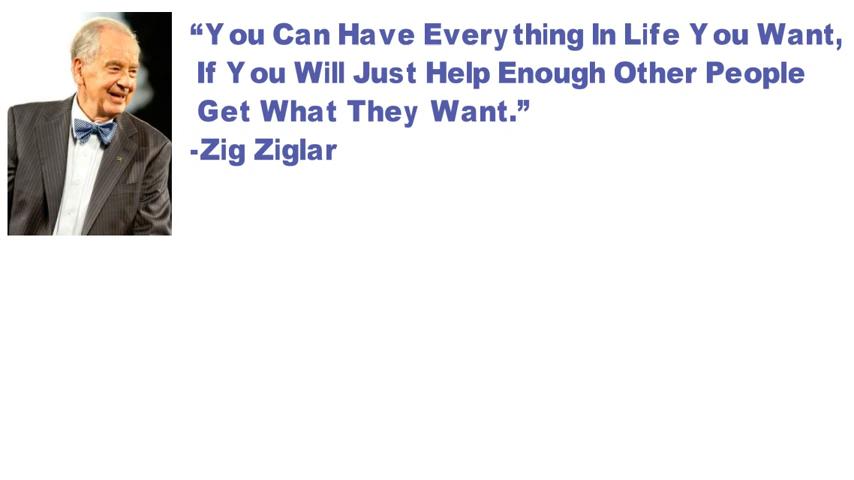 “You Can Have Everything In Life You Want,
If You Will Just Help Enough Other People
Get What They Want.”
-Zig Ziglar